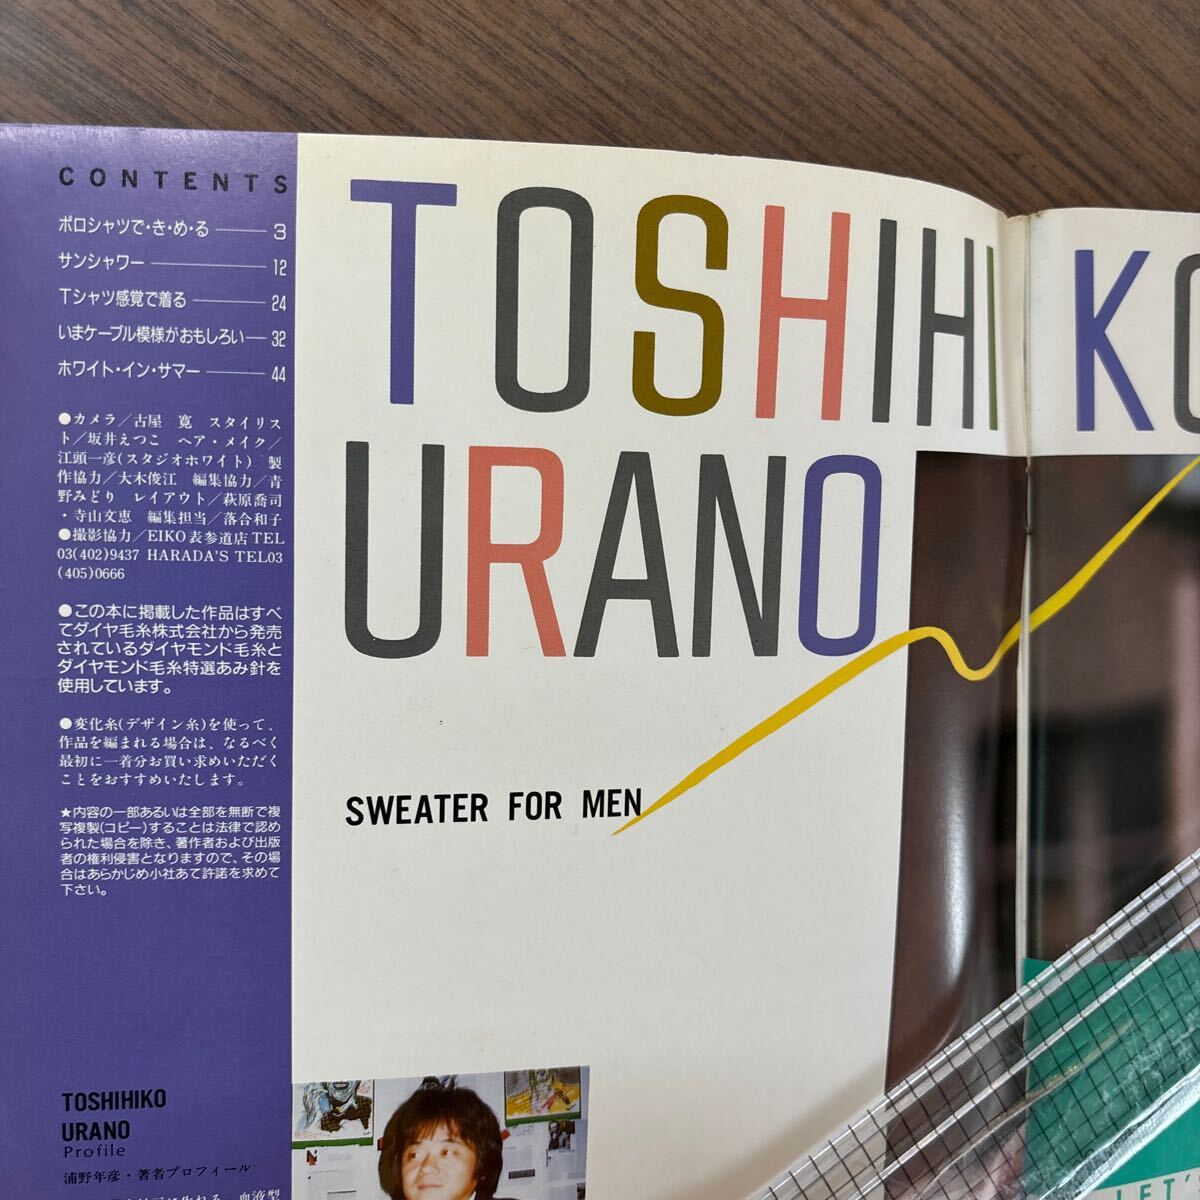 CONTENTS
ポロシャツで・き・め・る 3
サンシャワー 12
Tシャツ感覚で着る 24
いまケーブル模様がおもしろい 32
ホワイト・イン・サマー 44
●カメラ／古屋 寛 スタイリス
ト／坂井えつこ ヘア・メイク／
江頭一彦(スタジオホワイト) 製
作協力／大木俊江 編集協力／青
野みどり レイアウト／萩原喬司
・寺山文恵 編集担当／落合和子
●撮影協力／EIKO表参道店TEL
03(402)9437 HARADA'S TEL03
(405)0666
●この本に掲載した作品はすべ
てダイヤ毛糸株式会社から発売
されているダイヤモンド毛糸と
ダイヤモンド毛糸特選あみ針を
使用しています。
●変化糸(デザイン糸)を使って、
作品を編まれる場合は、なるべく
最初に一着分お買い求めいただく
ことをおすすめいたします。
★内容の一部あるいは全部を無断で複
写複製(コピー)することは法律で認め
られた場合を除き、著作者および出版
者の権利侵害となりますので、その場
合はあらかじめ小社あて許諾を求めて
下さい。
TOSHIHIKO
URANO
Profile
浦野年彦・著者プロフィール
血液型
TOSHIHIKO
URANO
SWEATER FOR MEN
LET'